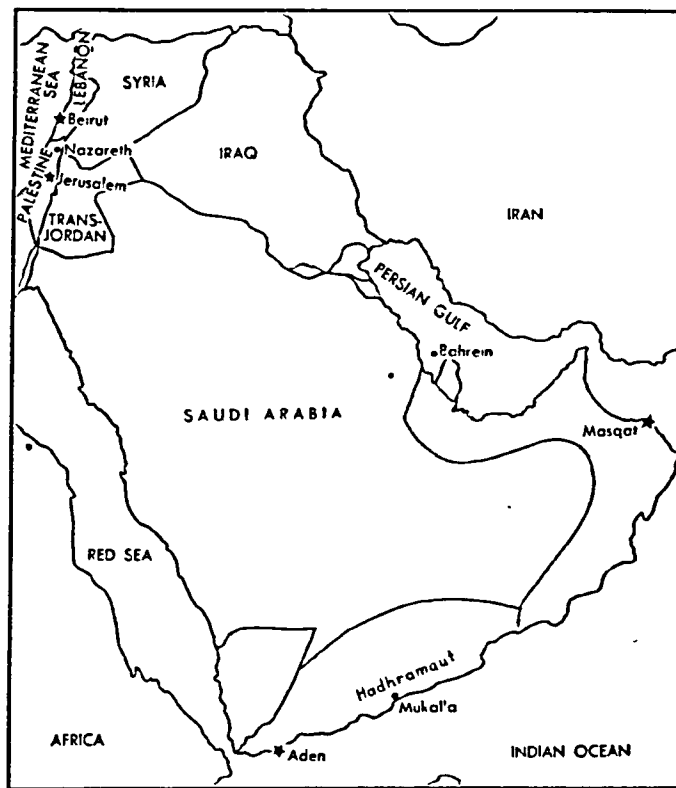 MEDITERRANEAN
SEA
LEBANON
SYRIA
Beirut
Nazareth
IRAQ
PALESTINE
Jerusalem
TRANS-
JORDAN
IRAN
PERSIAN GULF
Bahrein
SAUDI ARABIA
Masqat
RED SEA
Hadhramaut
Mukal'a
AFRICA
Aden
INDIAN OCEAN